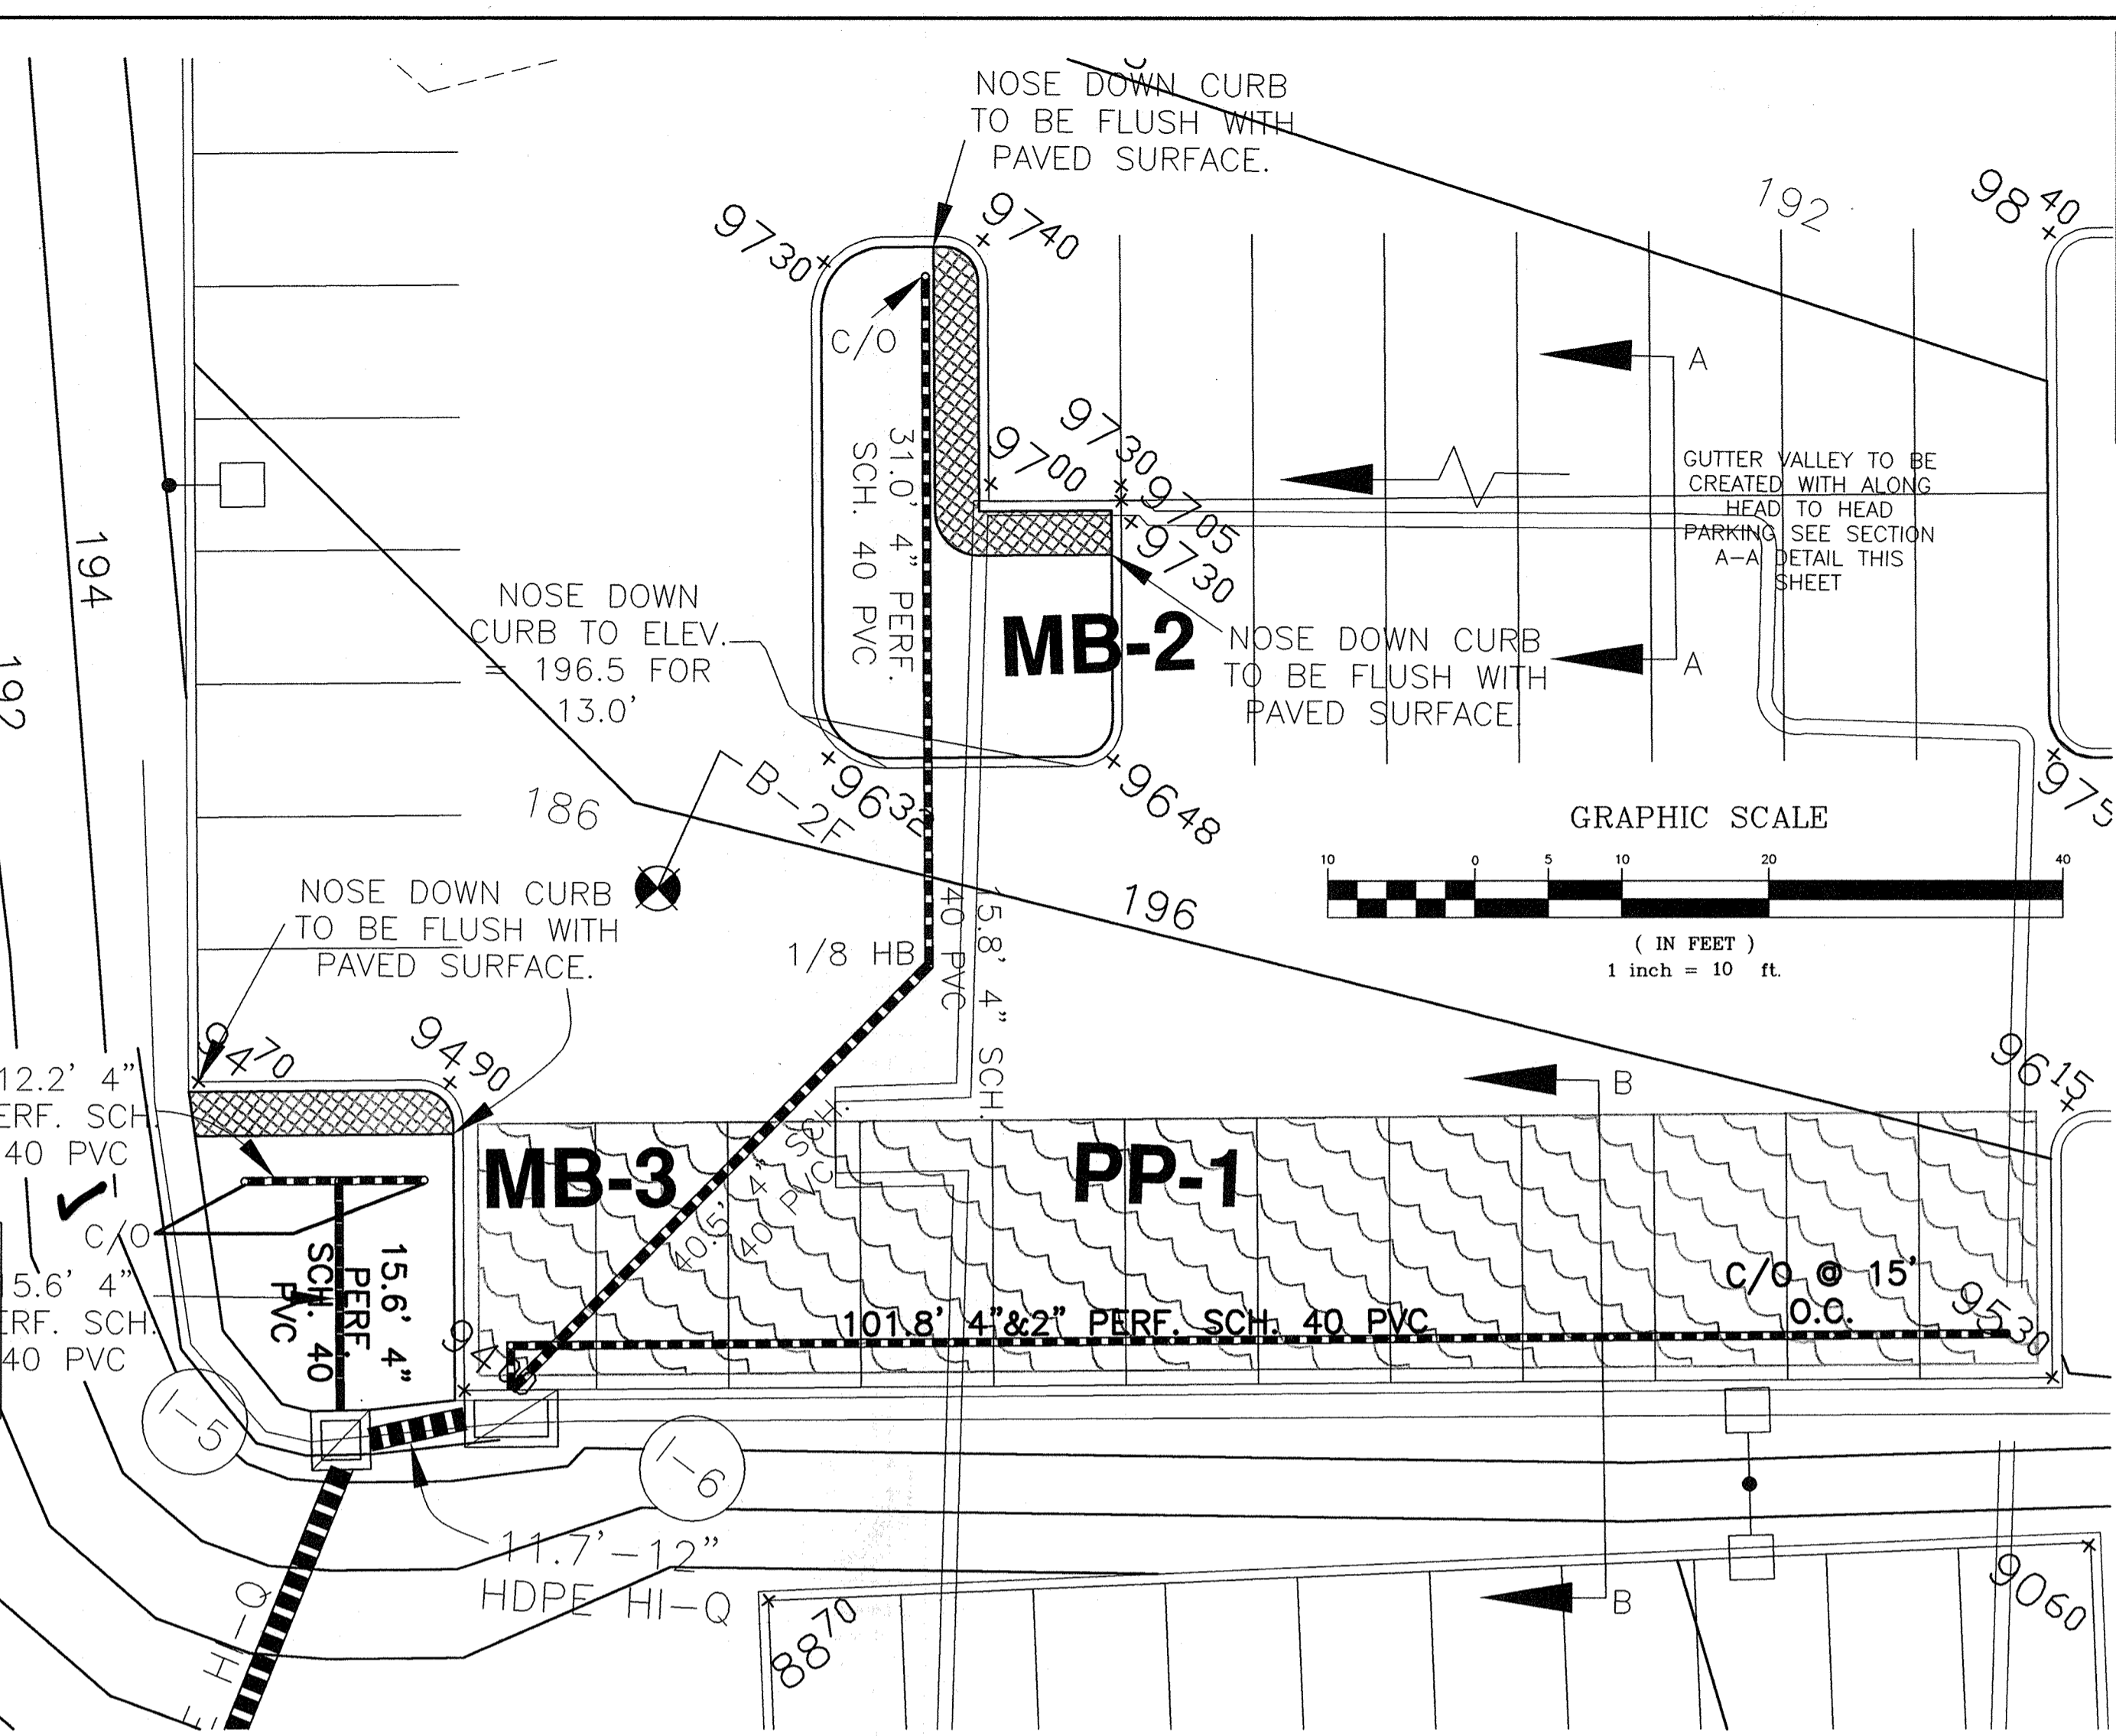 NOSE DOWN CURB
TO BE FLUSH WITH
PAVED SURFACE.
192
9840
9730
9740
C/O
A
31.0' 4" PERF.
SCH. 40 PVC
9730
9700
9705
9730
GUTTER VALLEY TO BE
CREATED WITH ALONG
HEAD TO HEAD
PARKING SEE SECTION
A-A DETAIL THIS
SHEET
194
192
NOSE DOWN
CURB TO ELEV.
= 196.5 FOR
13.0'
MB-2
NOSE DOWN CURB
TO BE FLUSH WITH
PAVED SURFACE.
A
9632
9648
975
186
B-2F
GRAPHIC SCALE
10 0 5 10 20 40
( IN FEET )
1 inch = 10 ft.
196
NOSE DOWN CURB
TO BE FLUSH WITH
PAVED SURFACE.
1/8 HB
15.8' 4" SCH.
40 PVC
9470
9490
9615
B
12.2' 4"
ERF. SCH.
40 PVC
C/O
MB-3
PP-1
40.5' 4" SCH.
40 PVC
15.6' 4"
PERF.
SCH. 40
PVC
5.6' 4"
ERF. SCH.
40 PVC
C/O @ 15'
O.C.
9530
101.8' 4"&2" PERF. SCH. 40 PVC
I-5
I-6
11.7'-12"
HDPE HI-Q
HI-Q
B
8870
9060